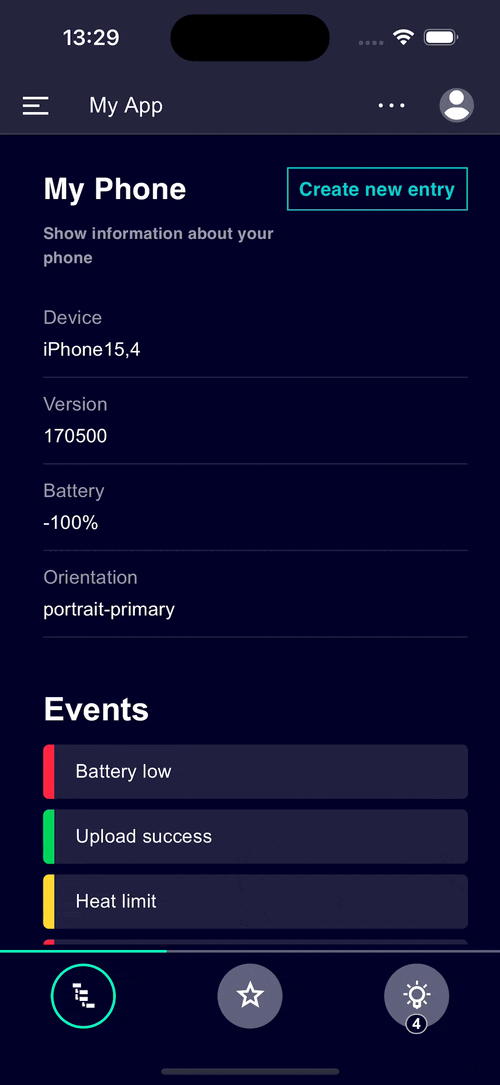 13:29
My App
My Phone
Create new entry
Show information about your
phone
Device
iPhone15,4
Version
170500
Battery
-100%
Orientation
portrait-primary
Events
Battery low
Upload success
Heat limit
4